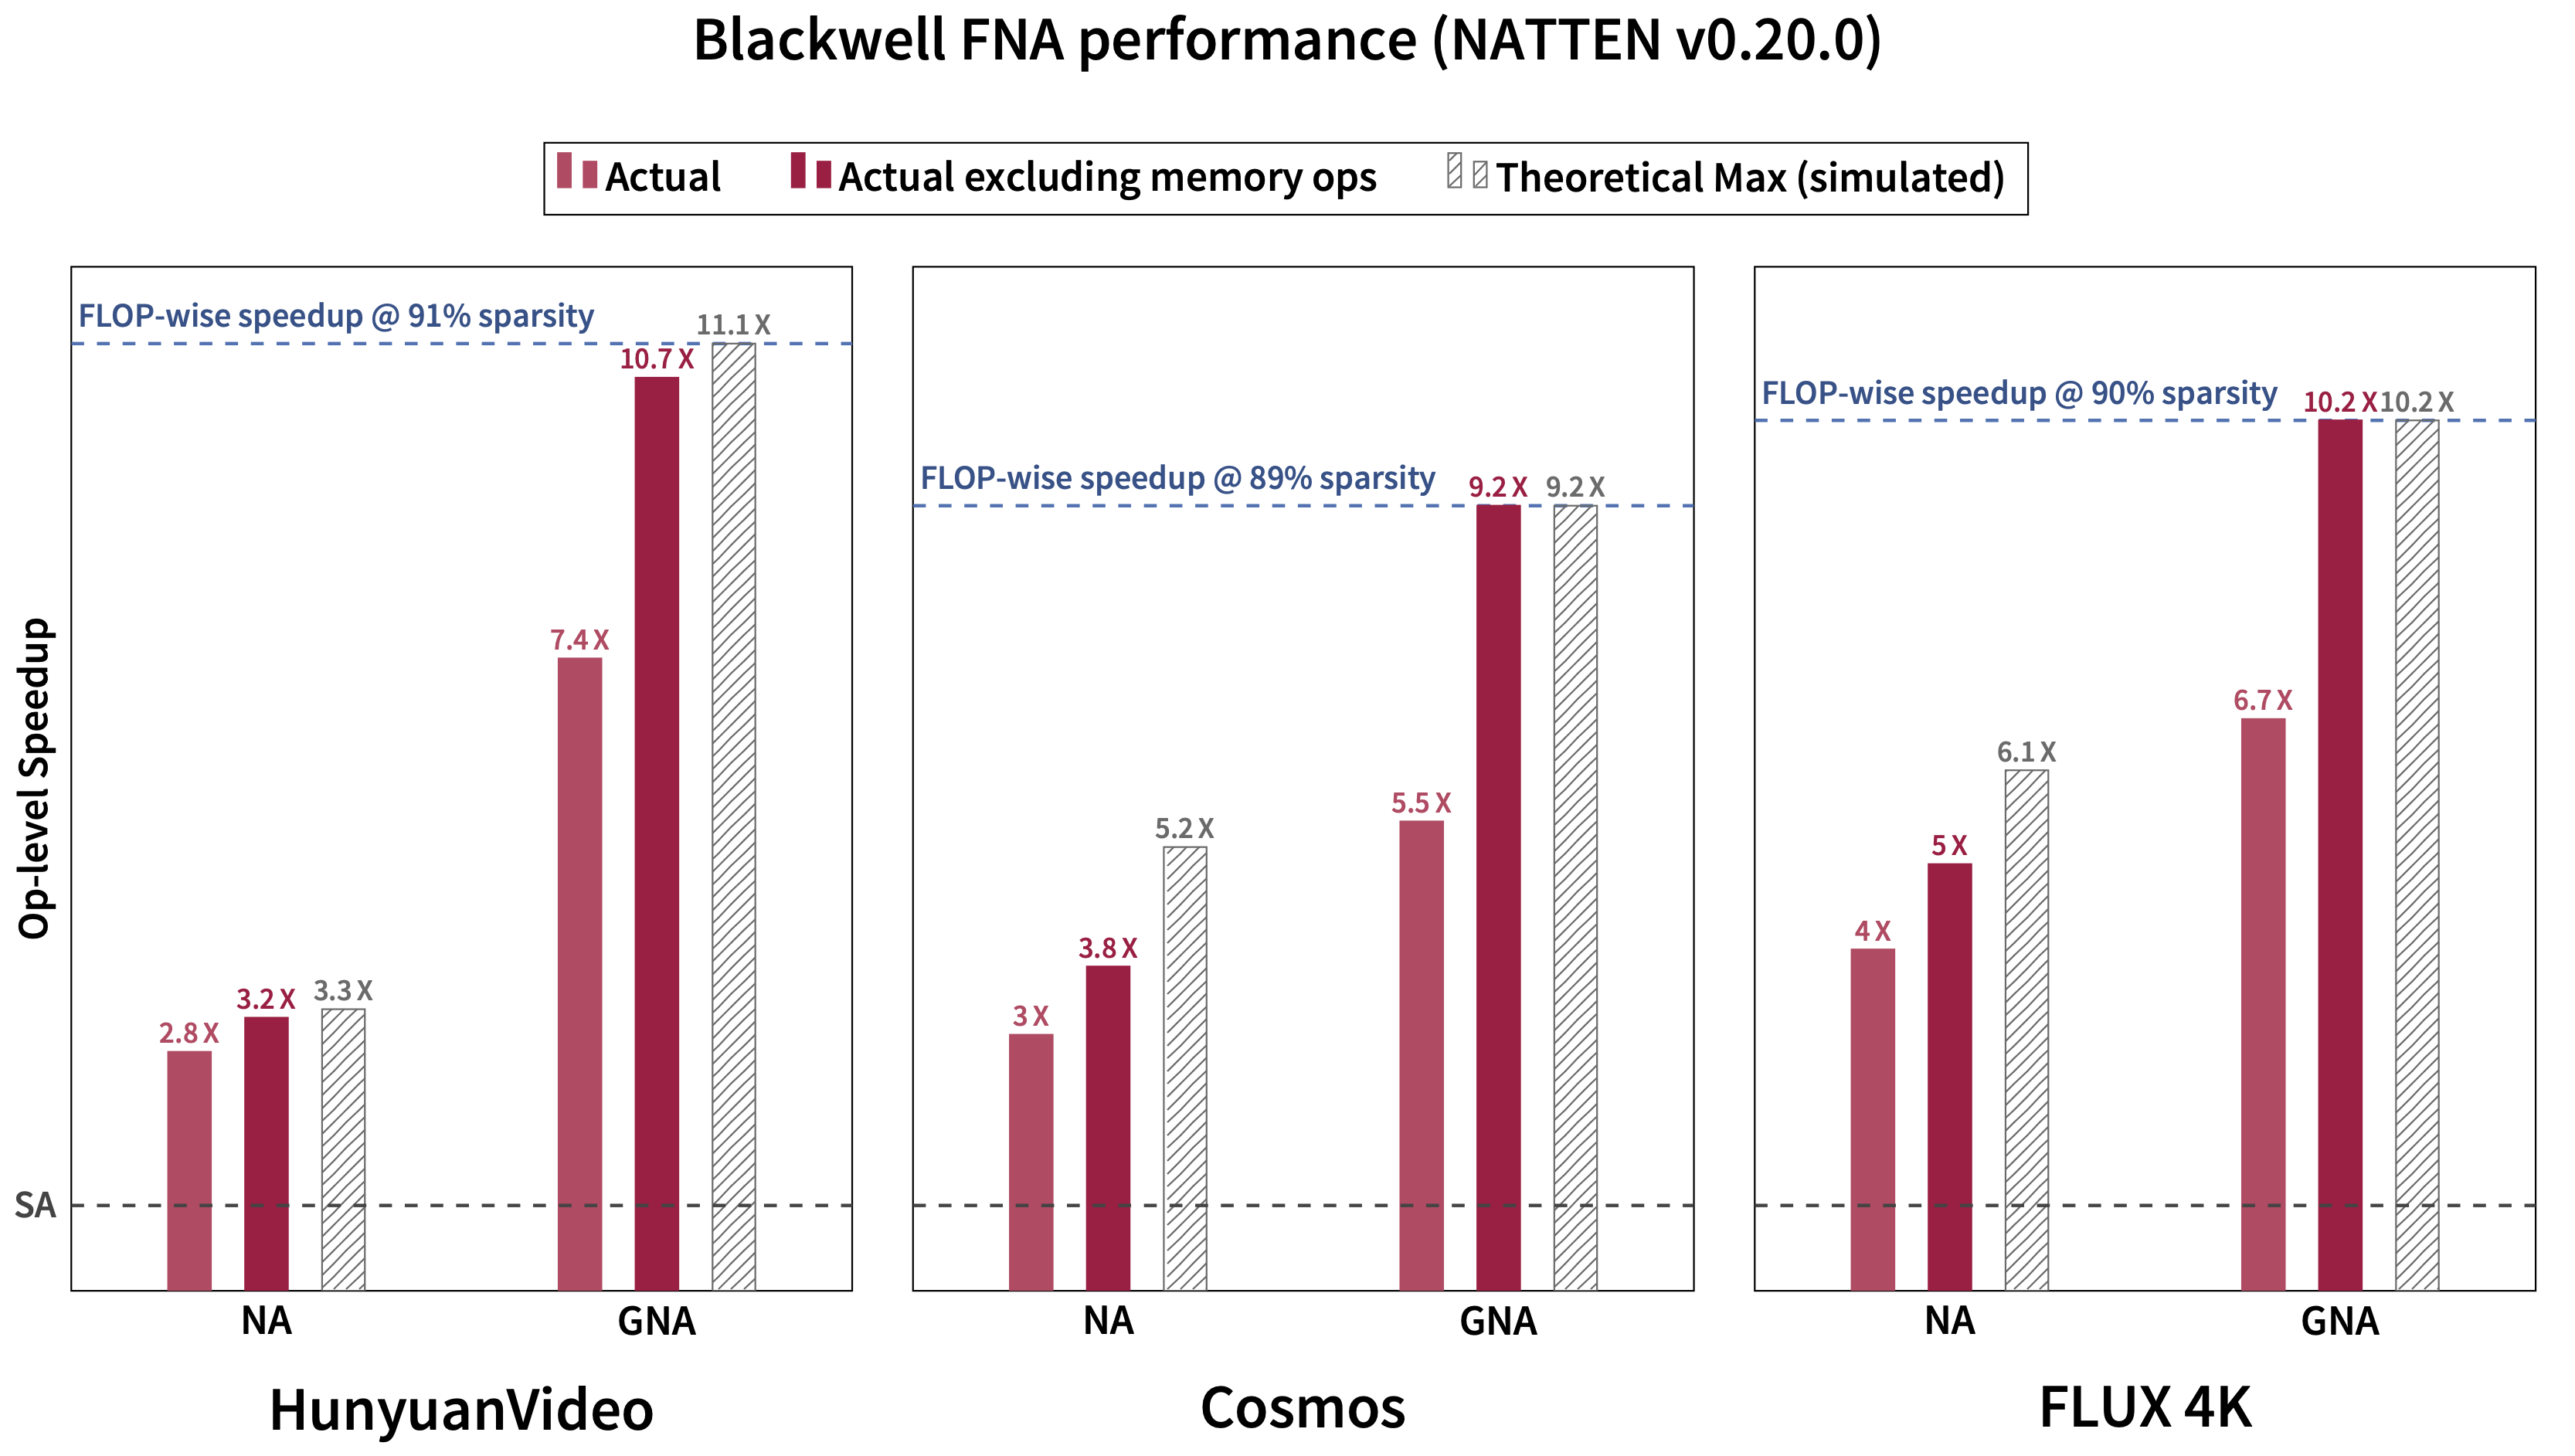 Blackwell FNA performance (NATTEN v0.20.0)
Actual
Actual excluding memory ops
Theoretical Max (simulated)
Op-level Speedup
SA
FLOP-wise speedup @ 91% sparsity
2.8 X
3.2 X
3.3 X
7.4 X
10.7 X
11.1 X
NA
GNA
HunyuanVideo
FLOP-wise speedup @ 89% sparsity
3 X
3.8 X
5.2 X
5.5 X
9.2 X
9.2 X
NA
GNA
Cosmos
FLOP-wise speedup @ 90% sparsity
4 X
5 X
6.1 X
6.7 X
10.2 X
10.2 X
NA
GNA
FLUX 4K